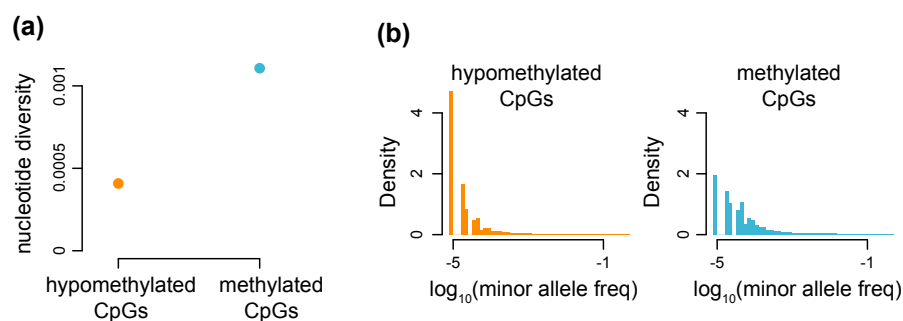 (a)
nucleotide diversity
0.001
0.0005
0
hypomethylated
CpGs
methylated
CpGs
(b)
hypomethylated
CpGs
Density
4
2
0
-5
-1
log10(minor allele freq)
methylated
CpGs
Density
4
2
0
-5
-1
log10(minor allele freq)